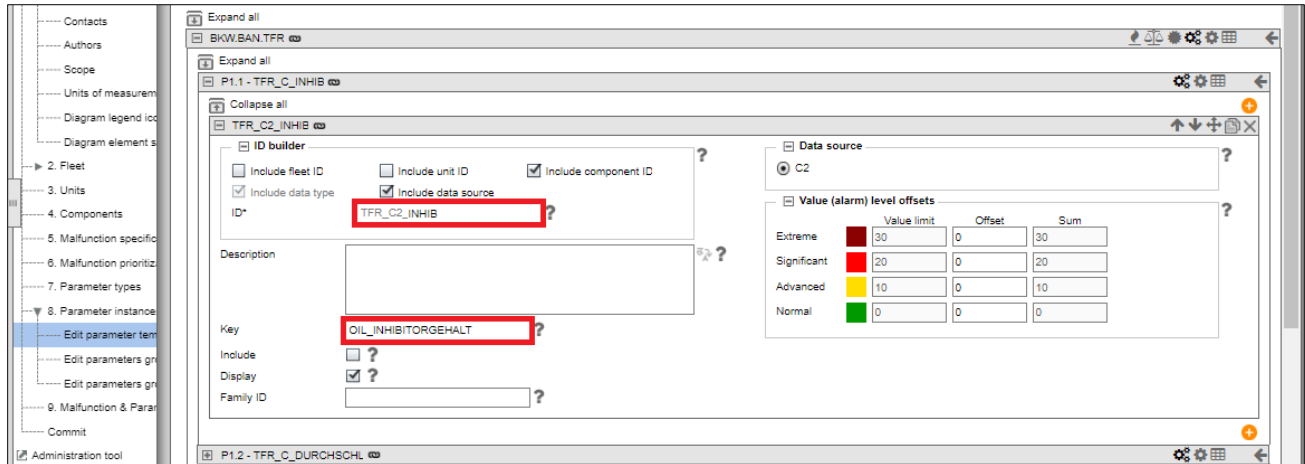 Contacts
Authors
Scope
Units of measurem
Diagram legend ico
Diagram element s
2. Fleet
3. Units
4. Components
5. Malfunction specific
6. Malfunction prioritiz
7. Parameter types
8. Parameter instance
Edit parameter tem
Edit parameters gr
Edit parameters gr
9. Malfunction & Parar
Commit
Administration tool
Expand all
BKW.BAN.TFR
Expand all
P1.1 - TFR_C_INHIB
Collapse all
TFR_C2_INHIB
ID builder
?
Include fleet ID
Include unit ID
Include component ID
Include data type
Include data source
ID*
TFR_C2_INHIB
?
Description
?
Key
OIL_INHIBITORGEHALT
?
Include
?
Display
?
Family ID
?
Data source
?
C2
Value (alarm) level offsets
?
Value limit Offset Sum
Extreme 30 0 30
Significant 20 0 20
Advanced 10 0 10
Normal 0 0 0
P1.2 - TFR_C_DURCHSCHL